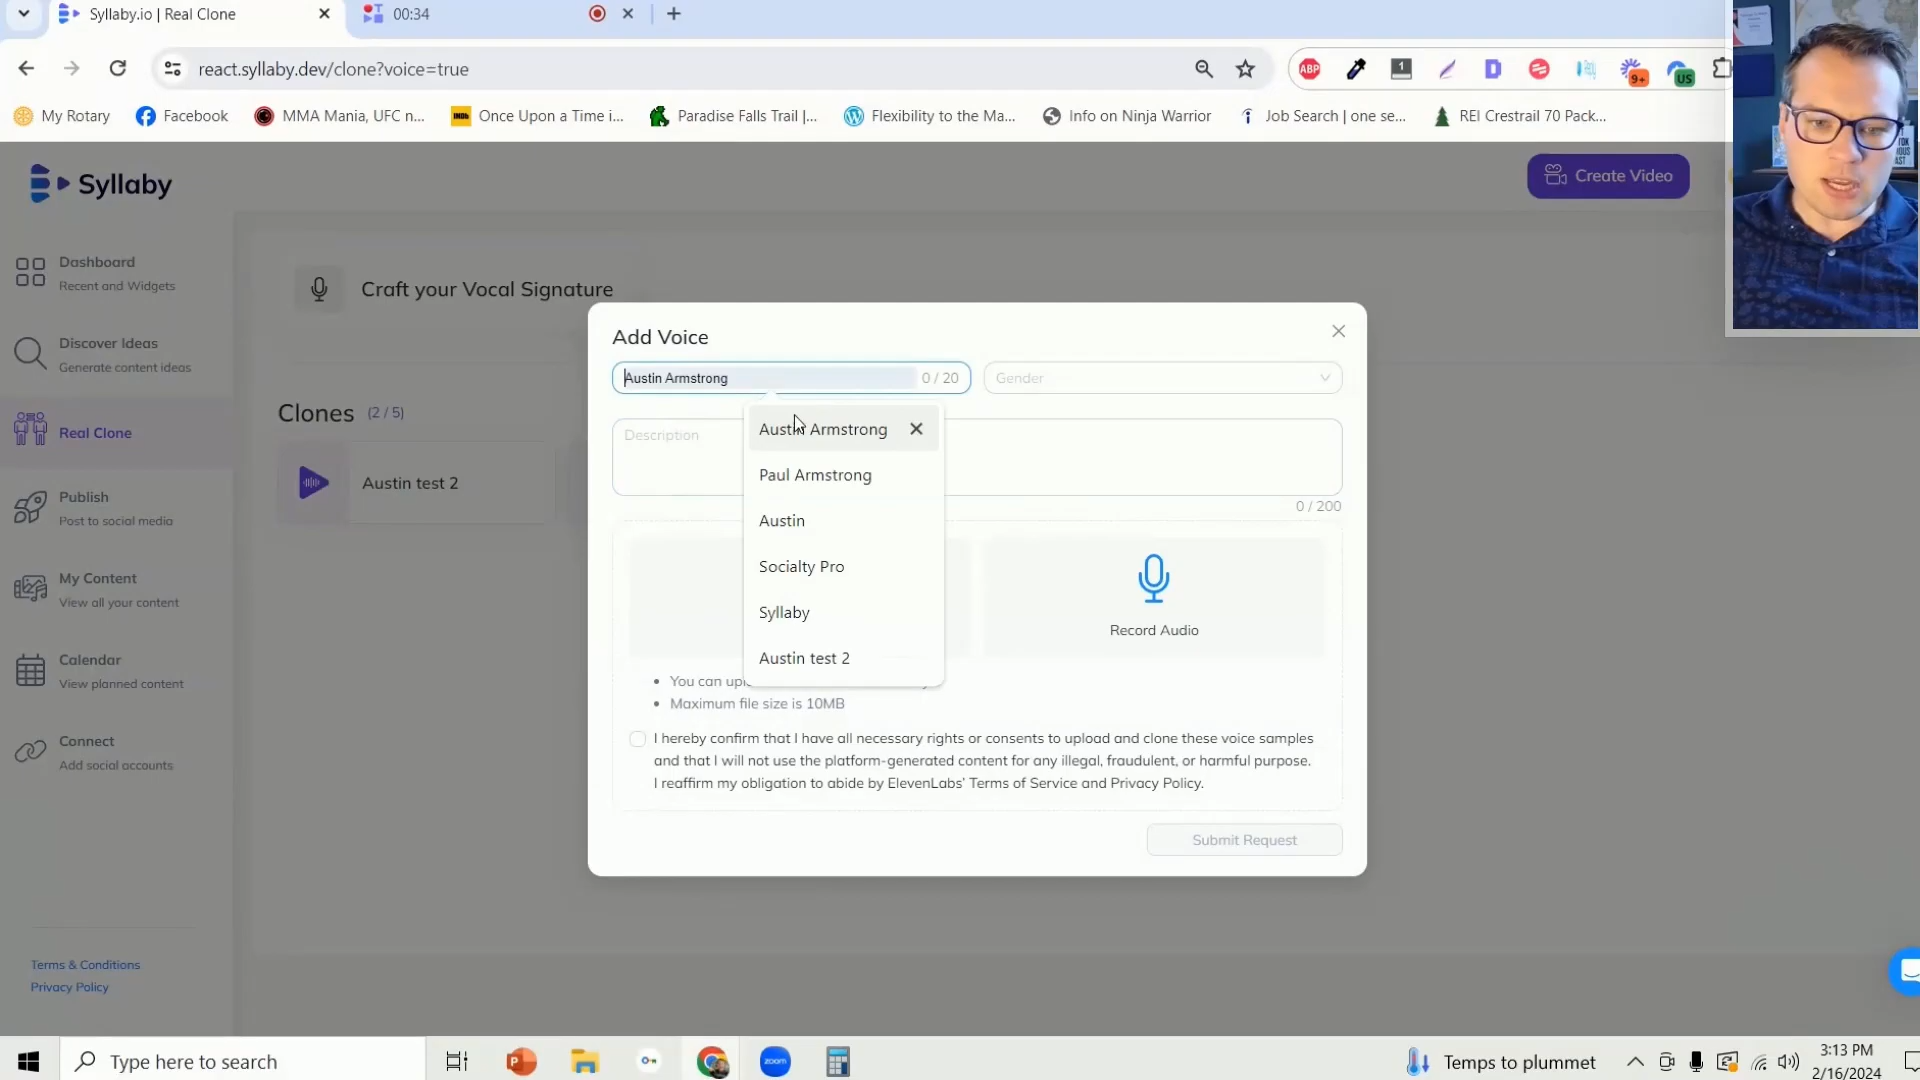 Syllaby.io | Real Clone
00:34
react.syllaby.dev/clone?voice=true
ABP
1
9+
US
My Rotary
Facebook
MMA Mania, UFC n...
IMDb
Once Upon a Time i...
Paradise Falls Trail |...
Flexibility to the Ma...
Info on Ninja Warrior
Job Search | one se...
REI Crestrail 70 Pack...
Syllaby
Create Video
Dashboard
Recent and Widgets
Discover Ideas
Generate content ideas
Real Clone
Publish
Post to social media
My Content
View all your content
Calendar
View planned content
Connect
Add social accounts
Terms & Conditions
Privacy Policy
Craft your Vocal Signature
Clones (2 / 5)
Austin test 2
Add Voice
Austin Armstrong
0 / 20
Gender
Description
0 / 200
Austin Armstrong
Paul Armstrong
Austin
Socialty Pro
Syllaby
Austin test 2
Record Audio
You can
Maximum file size is 10MB
I hereby confirm that I have all necessary rights or consents to upload and clone these voice samples
and that I will not use the platform-generated content for any illegal, fraudulent, or harmful purpose.
I reaffirm my obligation to abide by ElevenLabs' Terms of Service and Privacy Policy.
Submit Request
Type here to search
zoom
Temps to plummet
3:13 PM
2/16/2024